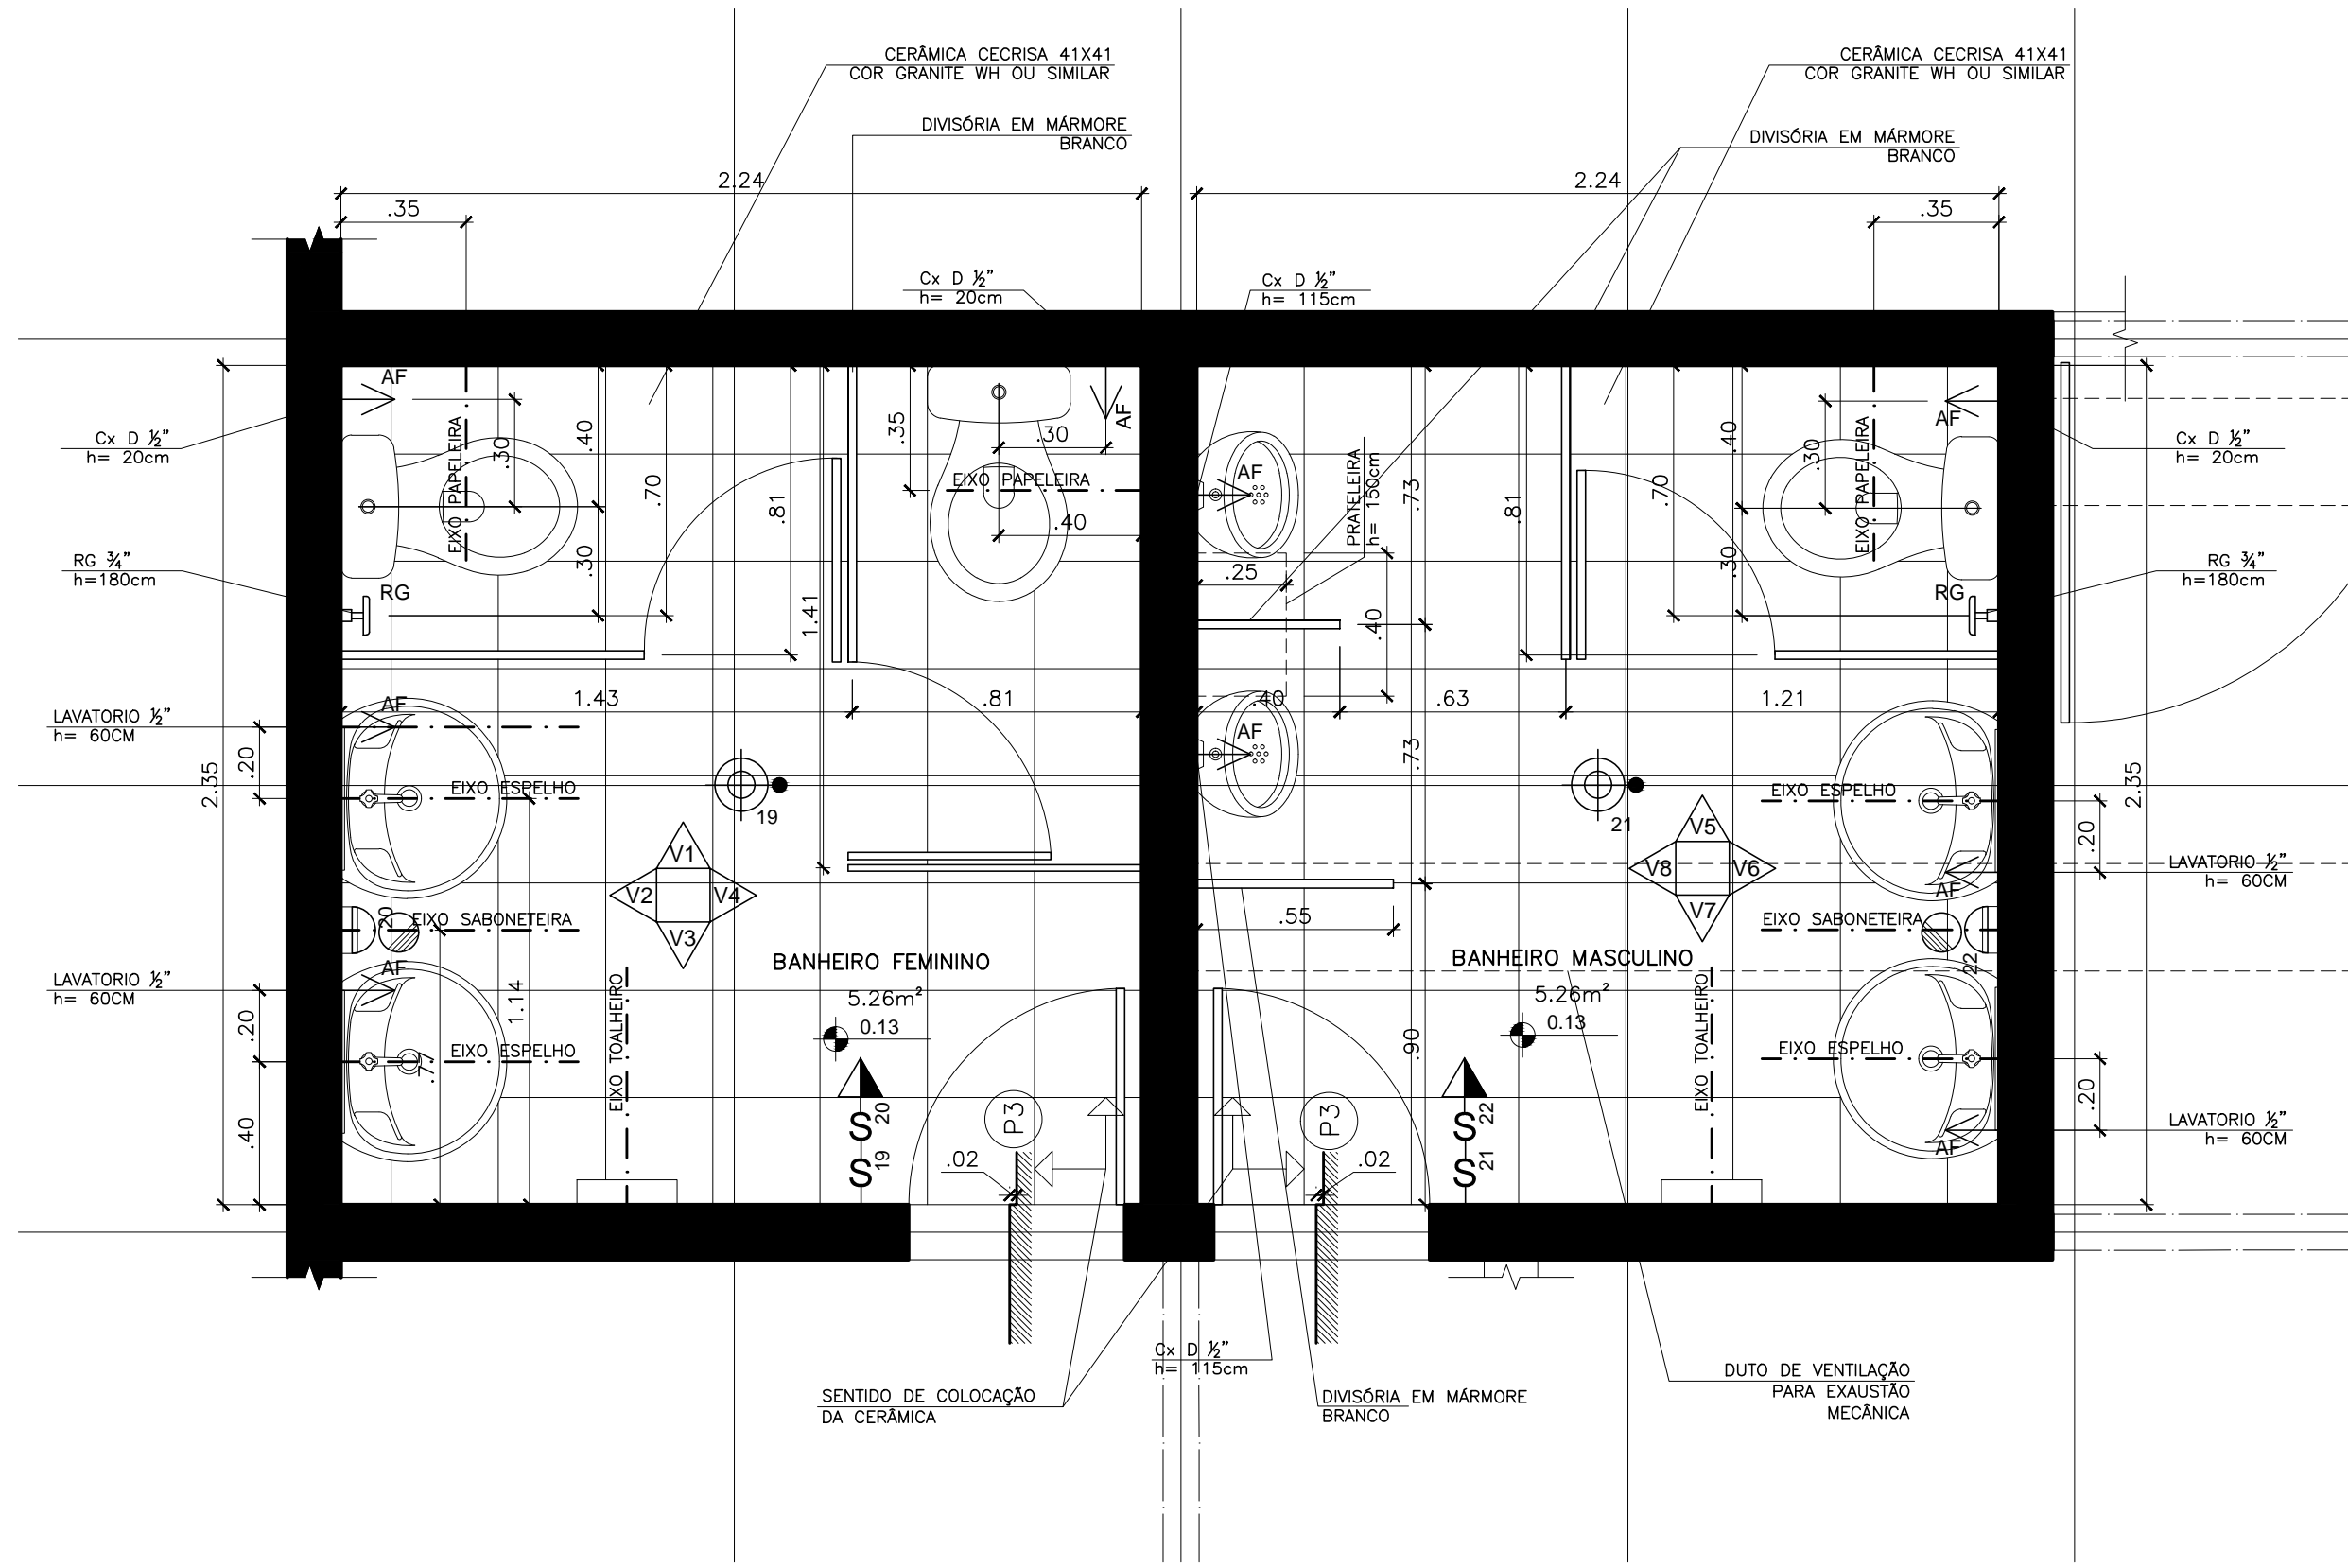 CERÂMICA CECRISA 41X41
COR GRANITE WH OU SIMILAR
CERÂMICA CECRISA 41X41
COR GRANITE WH OU SIMILAR
DIVISÓRIA EM MÁRMORE
BRANCO
DIVISÓRIA EM MÁRMORE
BRANCO
2.24
2.24
.35
.35
Cx D ½"
h= 20cm
Cx D ½"
h= 115cm
Cx D ½"
h= 20cm
Cx D ½"
h= 20cm
RG ¾"
h=180cm
RG ¾"
h=180cm
AF
EIXO PAPELEIRA
.30
.40
.70
.30
.81
1.41
.35
AF
.30
EIXO PAPELEIRA
.40
RG
AF
PRATELEIRA
h= 150cm
.25
.40
.73
.81
.70
.40
.30
.30
EIXO PAPELEIRA
AF
RG
1.43
.81
.40
.63
1.21
LAVATORIO ½"
h= 60CM
AF
.20
2.35
EIXO ESPELHO
19
V1
V2
V4
V3
AF
.73
21
V5
V8
V6
V7
EIXO ESPELHO
AF
.20
2.35
LAVATORIO ½"
h= 60CM
20
EIXO SABONETEIRA
.55
EIXO SABONETEIRA
22
LAVATORIO ½"
h= 60CM
AF
.20
.40
EIXO ESPELHO
.77
1.14
EIXO TOALHEIRO
BANHEIRO FEMININO
5.26m²
0.13
S 20
S 19
P3
.02
BANHEIRO MASCULINO
5.26m²
0.13
.90
S 22
S 21
P3
.02
EIXO TOALHEIRO
EIXO ESPELHO
AF
.20
LAVATORIO ½"
h= 60CM
Cx D ½"
h= 115cm
SENTIDO DE COLOCAÇÃO
DA CERÂMICA
DIVISÓRIA EM MÁRMORE
BRANCO
DUTO DE VENTILAÇÃO
PARA EXAUSTÃO
MECÂNICA